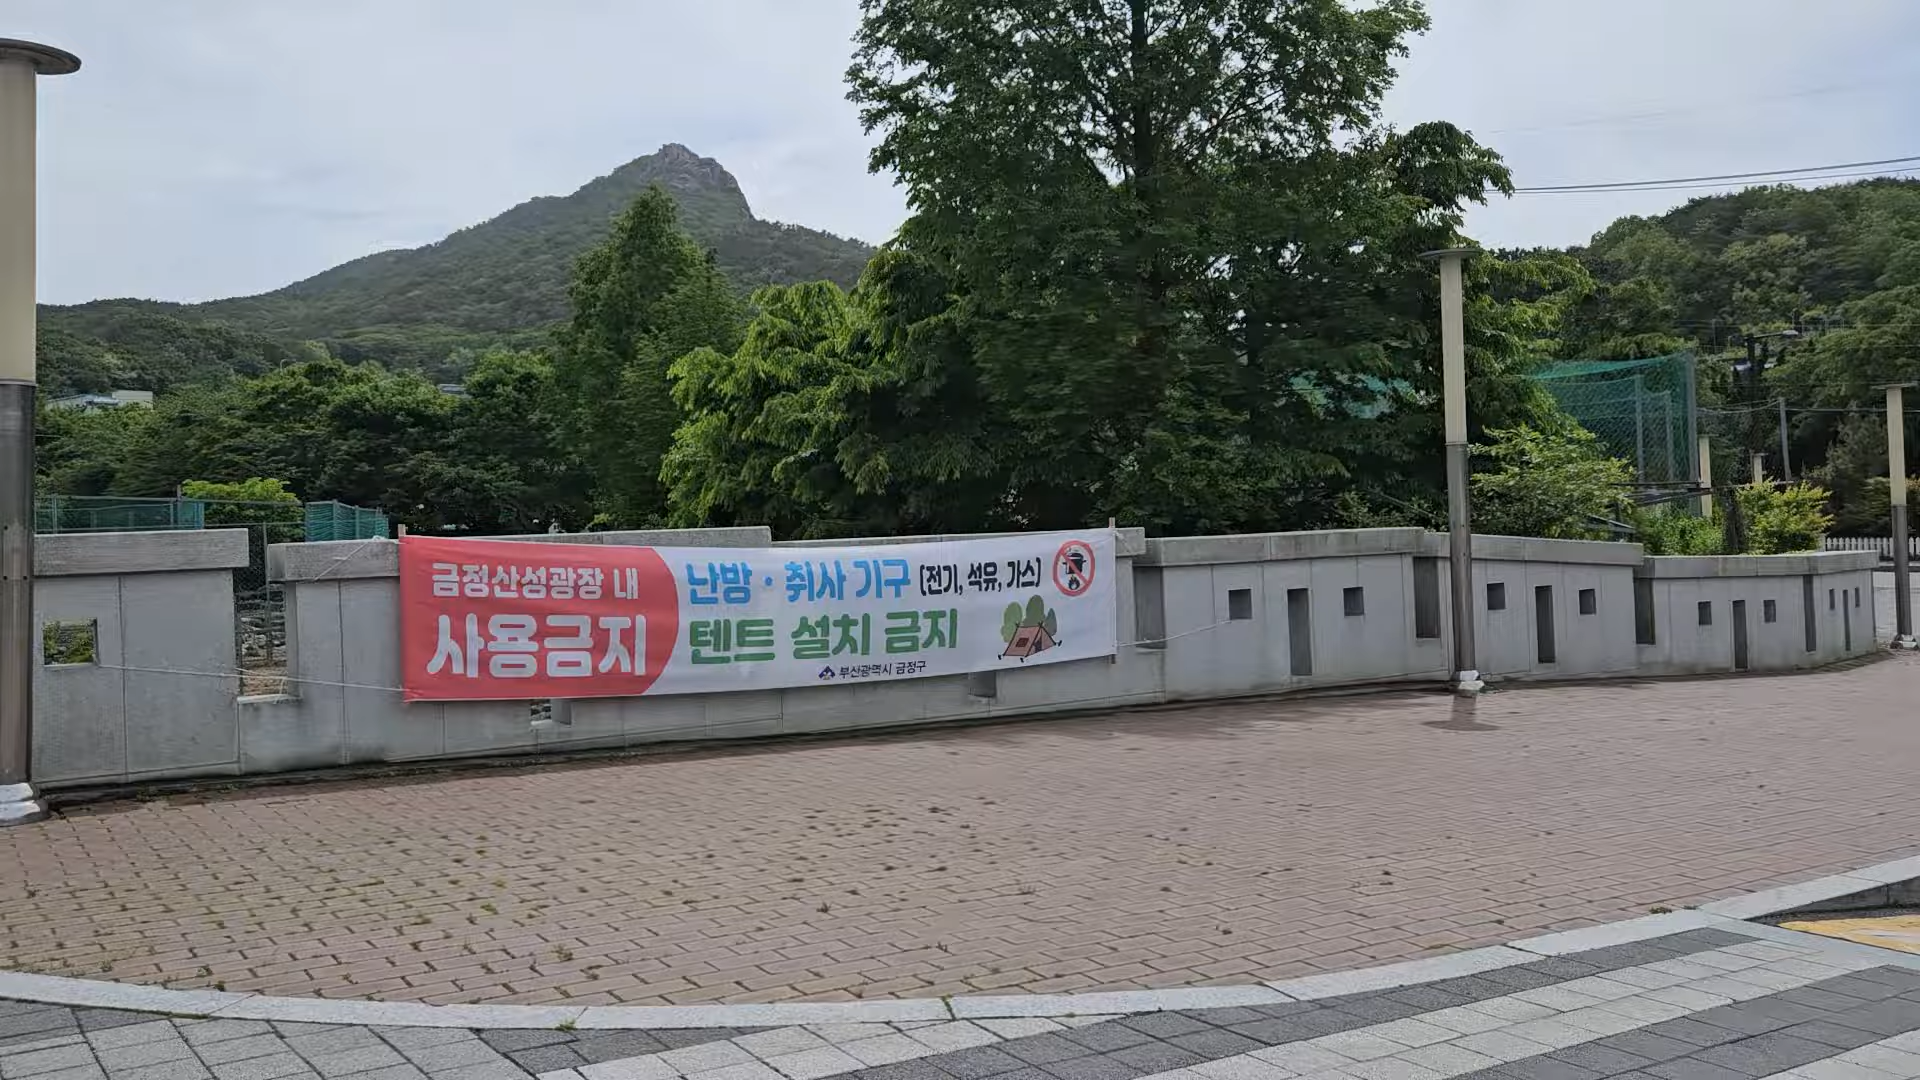 금정산성광장 내
사용금지
난방 · 취사 기구 (전기, 석유, 가스)
텐트 설치 금지
부산광역시 금정구